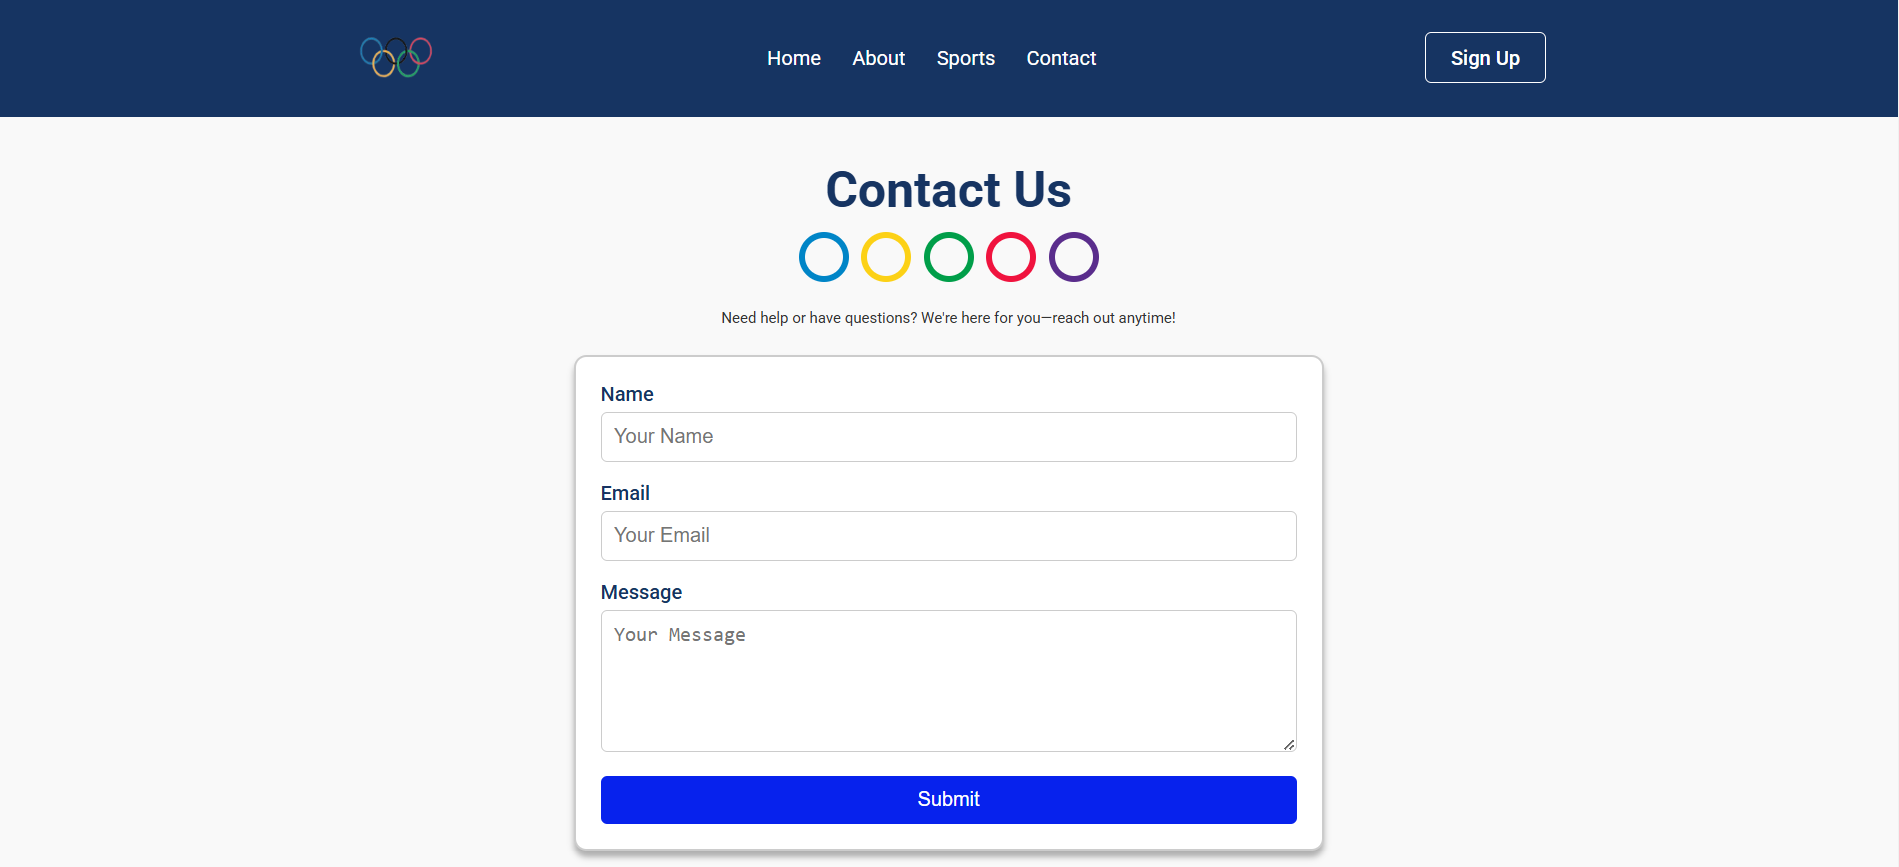 Home About Sports Contact Sign Up
Contact Us
Need help or have questions? We're here for you—reach out anytime!
Name
Your Name
Email
Your Email
Message
Your Message
Submit